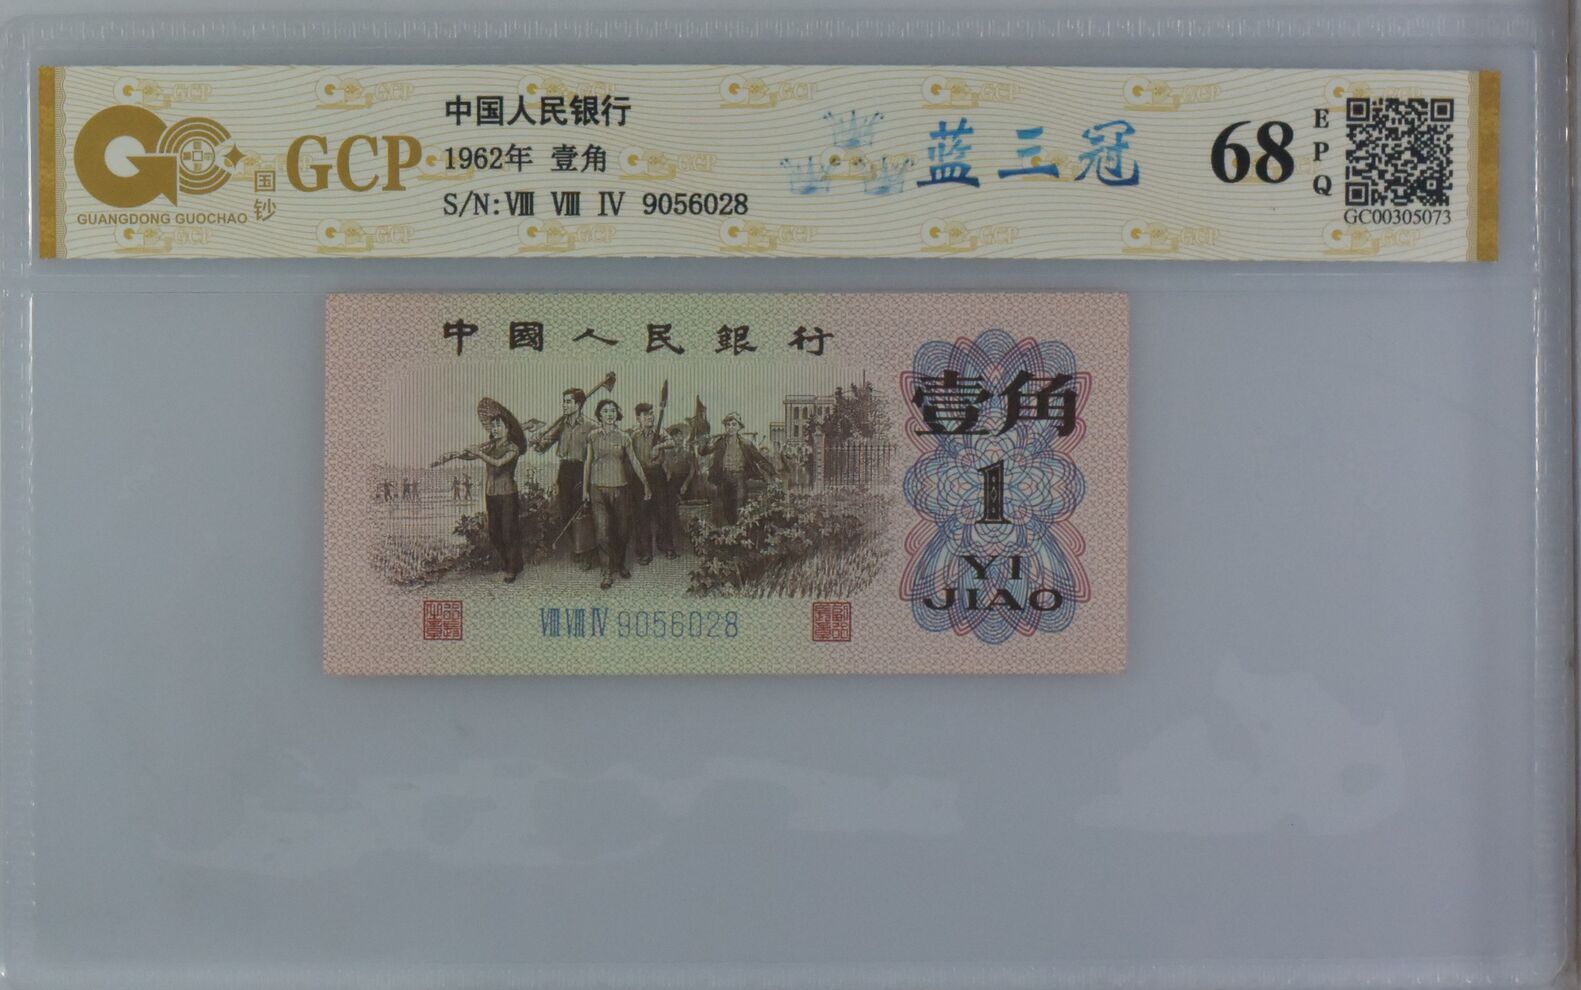 GUANGDONG GUOCHAO
国钞
GCP
中国人民银行
1962年 壹角
S/N:Ⅷ Ⅷ Ⅳ 9056028
蓝三冠
68
EPQ
GC00305073
中國人民銀行
壹角
1
YI
JIAO
Ⅷ Ⅷ Ⅳ 9056028